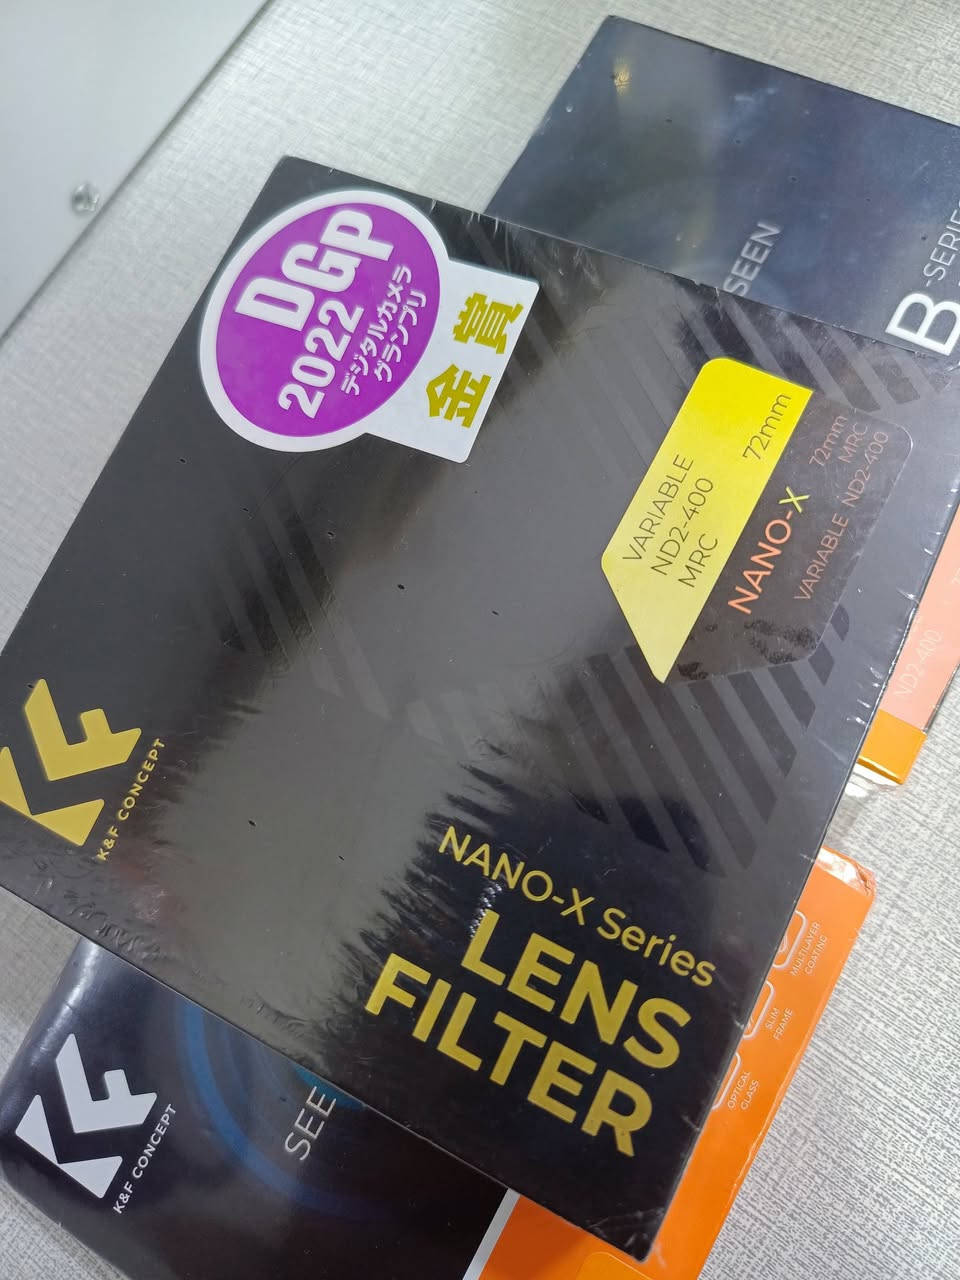 DGp
2022
デジタルカメラ
グランプリ
金賞
VARIABLE
ND2-400
MRC
72mm
NANO-X
72mm
MRC
VARIABLE ND2-400
K&F CONCEPT
NANO-X Series
LENS
FILTER
SEEN
B-SERIES
ND2-400
MULTILAYER
COATING
SLIM
FRAME
OPTICAL
GLASS
SEE
K&F CONCEPT